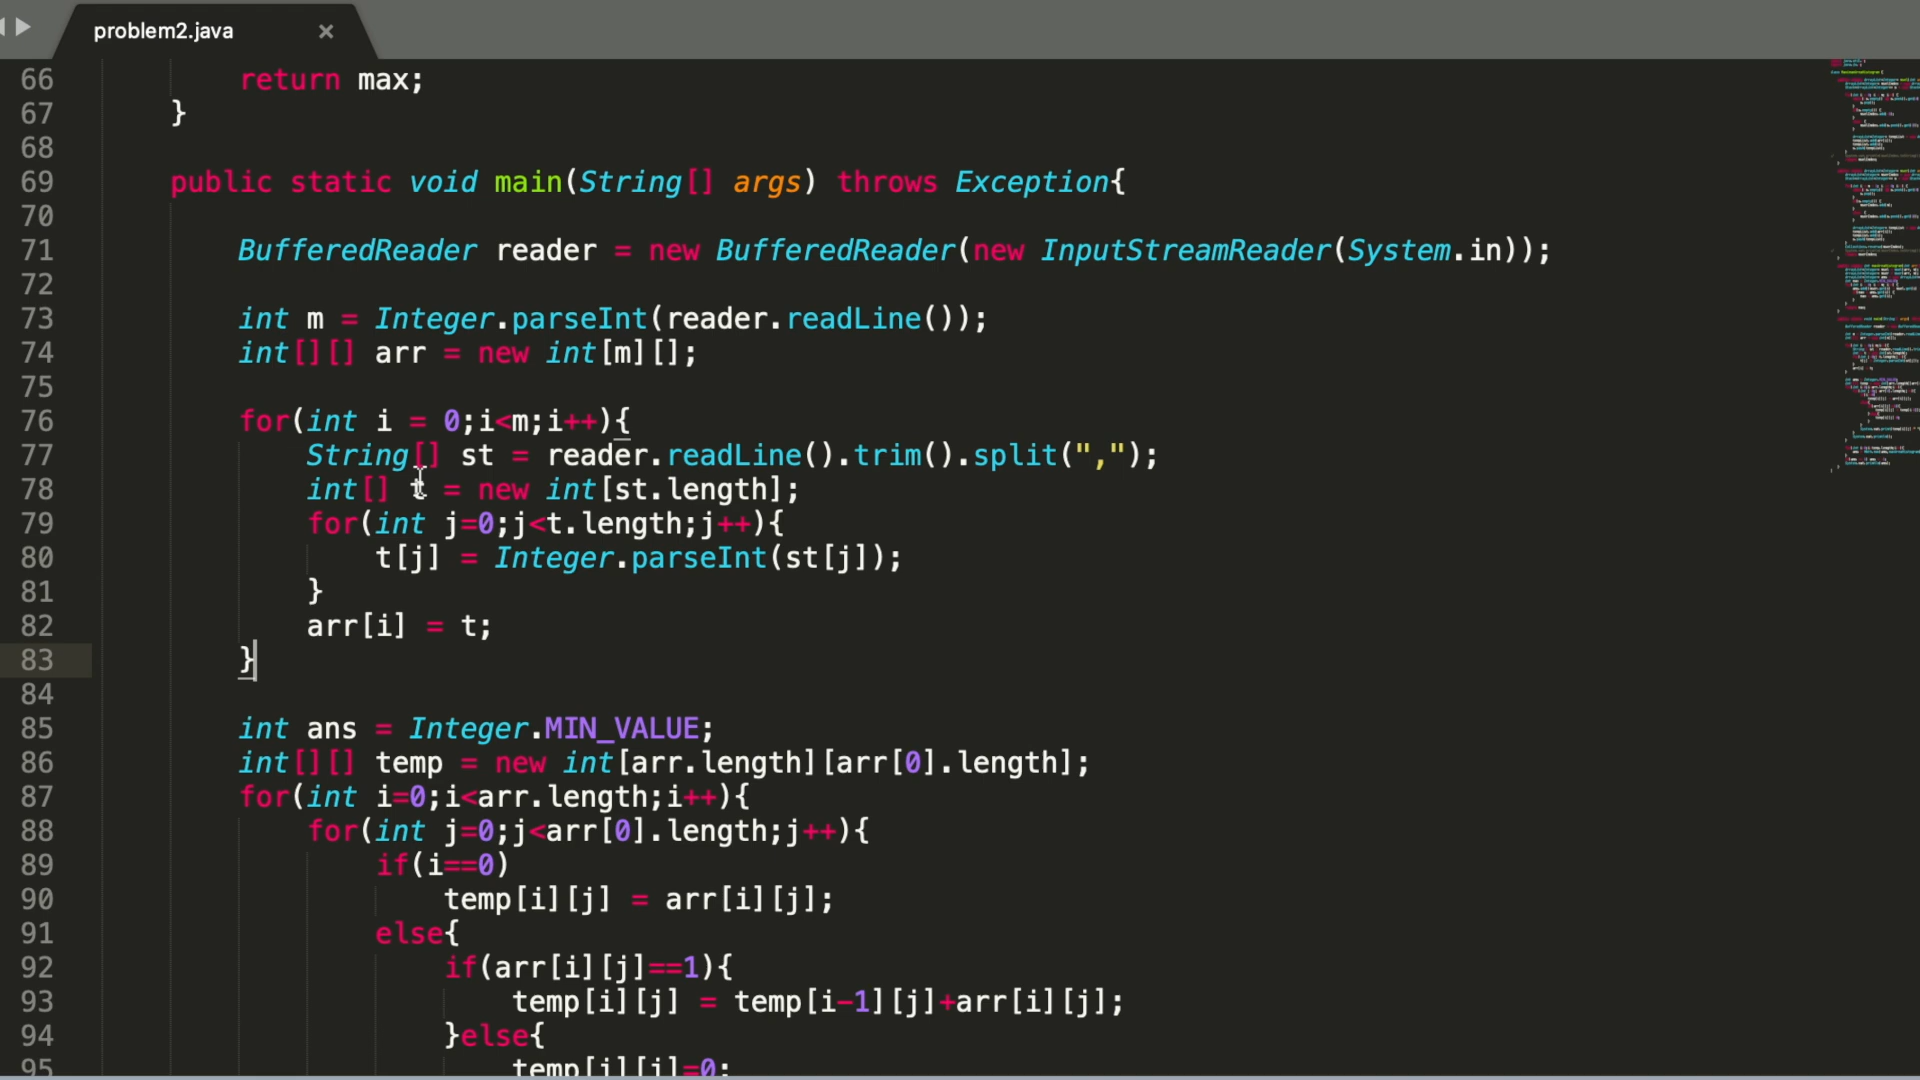 problem2.java ×
66 return max;
67 }
68
69 public static void main(String[] args) throws Exception{
70
71 BufferedReader reader = new BufferedReader(new InputStreamReader(System.in));
72
73 int m = Integer.parseInt(reader.readLine());
74 int[][] arr = new int[m][];
75
76 for(int i = 0;i<m;i++){
77 String[] st = reader.readLine().trim().split(",");
78 int[] t = new int[st.length];
79 for(int j=0;j<t.length;j++){
80 t[j] = Integer.parseInt(st[j]);
81 }
82 arr[i] = t;
83 }
84
85 int ans = Integer.MIN_VALUE;
86 int[][] temp = new int[arr.length][arr[0].length];
87 for(int i=0;i<arr.length;i++){
88 for(int j=0;j<arr[0].length;j++){
89 if(i==0)
90 temp[i][j] = arr[i][j];
91 else{
92 if(arr[i][j]==1){
93 temp[i][j] = temp[i-1][j]+arr[i][j];
94 }else{
95 temp[i][j]=0;